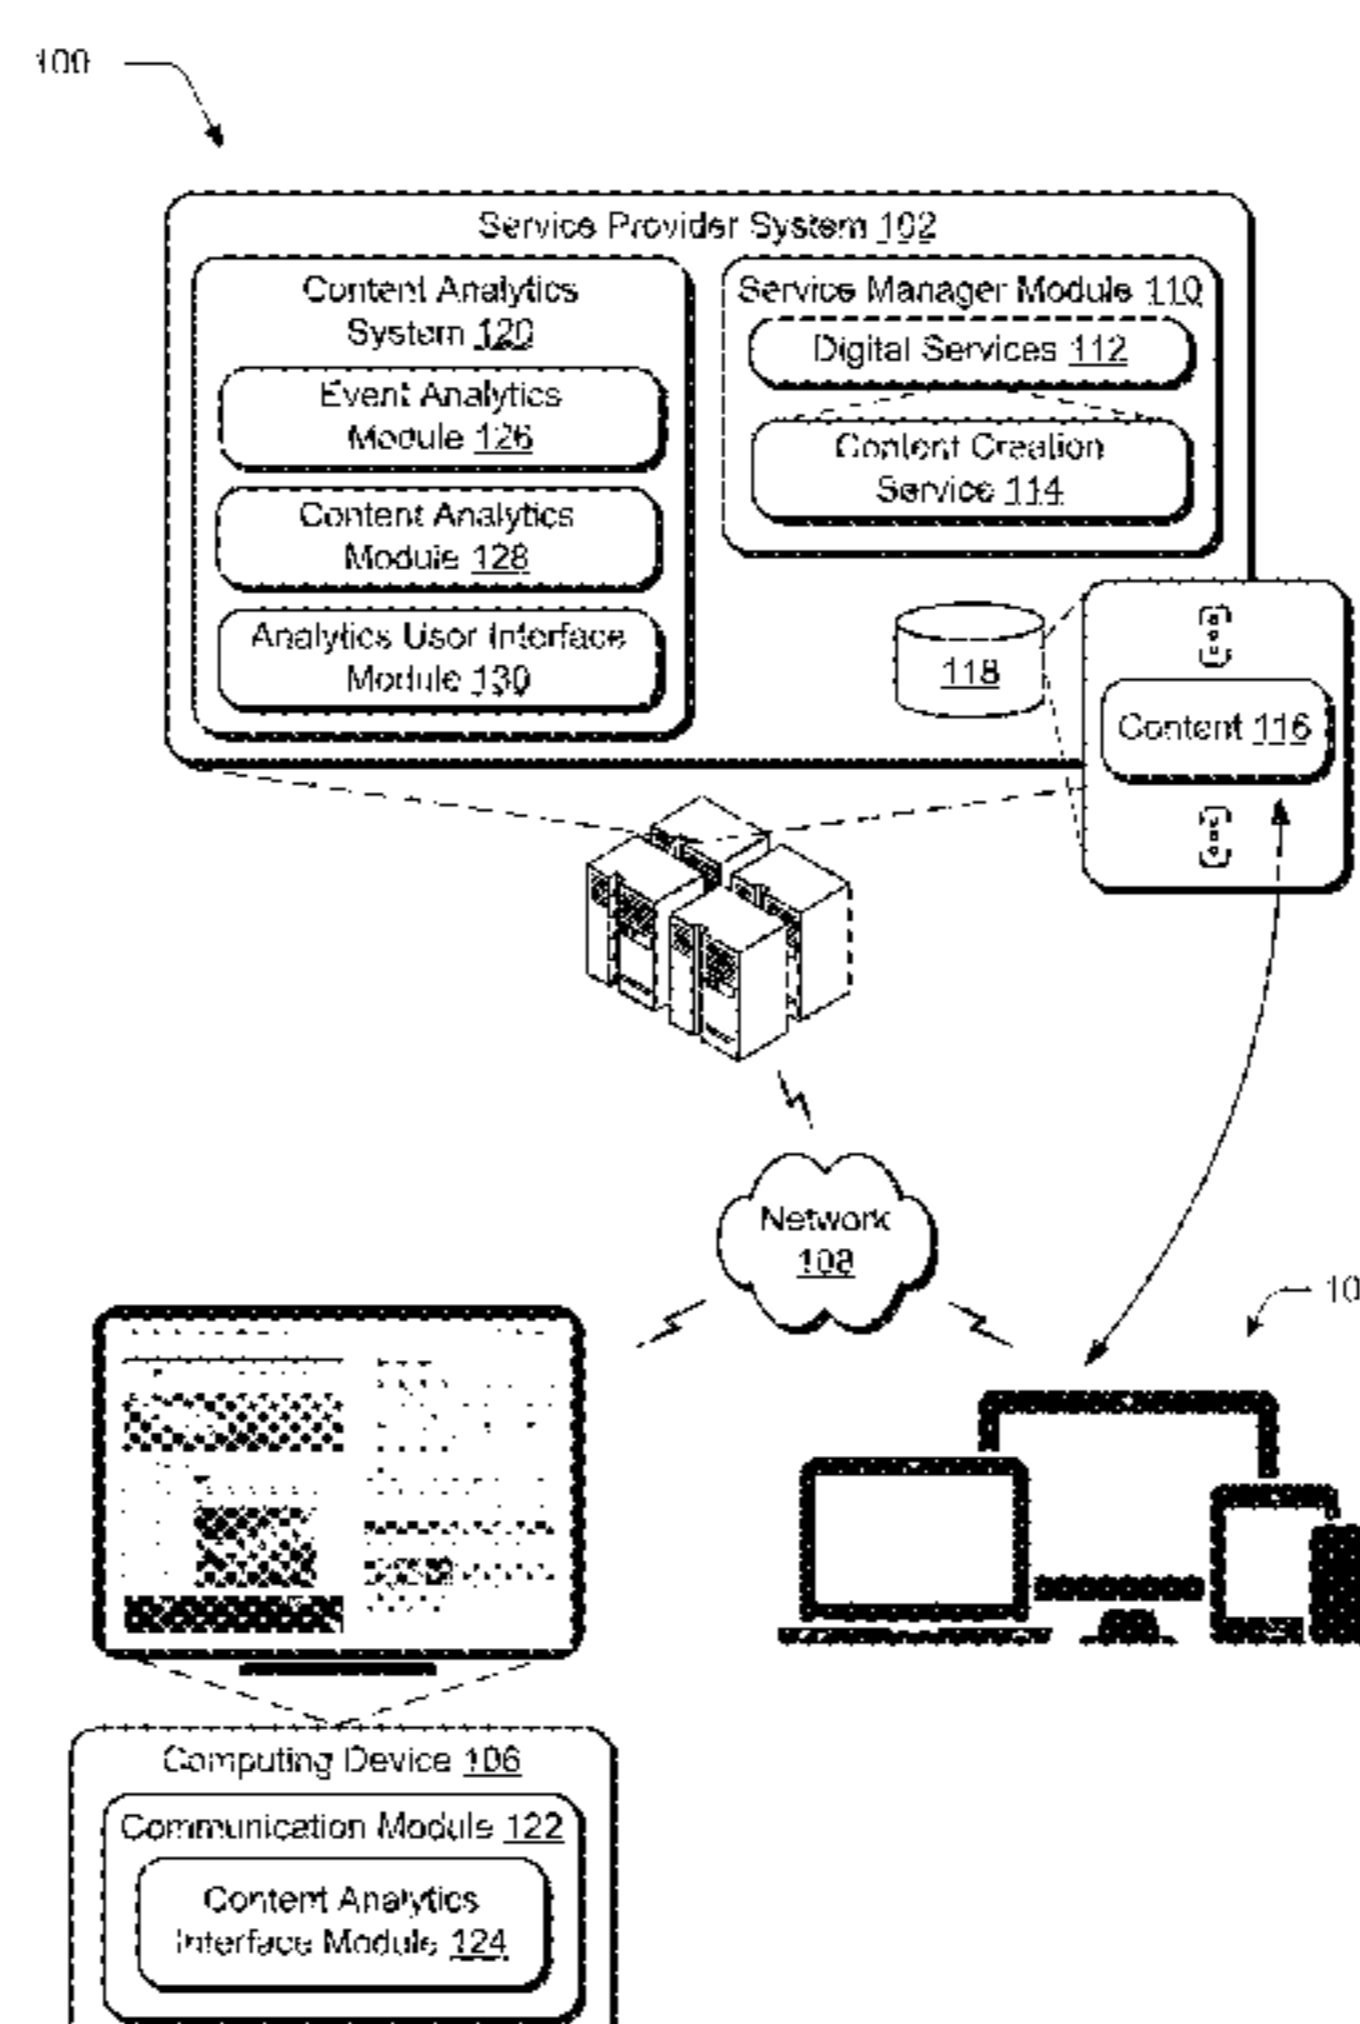 100
Service Provider System 102
Content Analytics
System 120
Event Analytics
Module 126
Content Analytics
Module 128
Analytics User Interface
Module 130
Service Manager Module 110
Digital Services 112
Content Creation
Service 114
118
Content 116
Network
108
10
Computing Device 106
Communication Module 122
Content Analytics
Interface Module 124